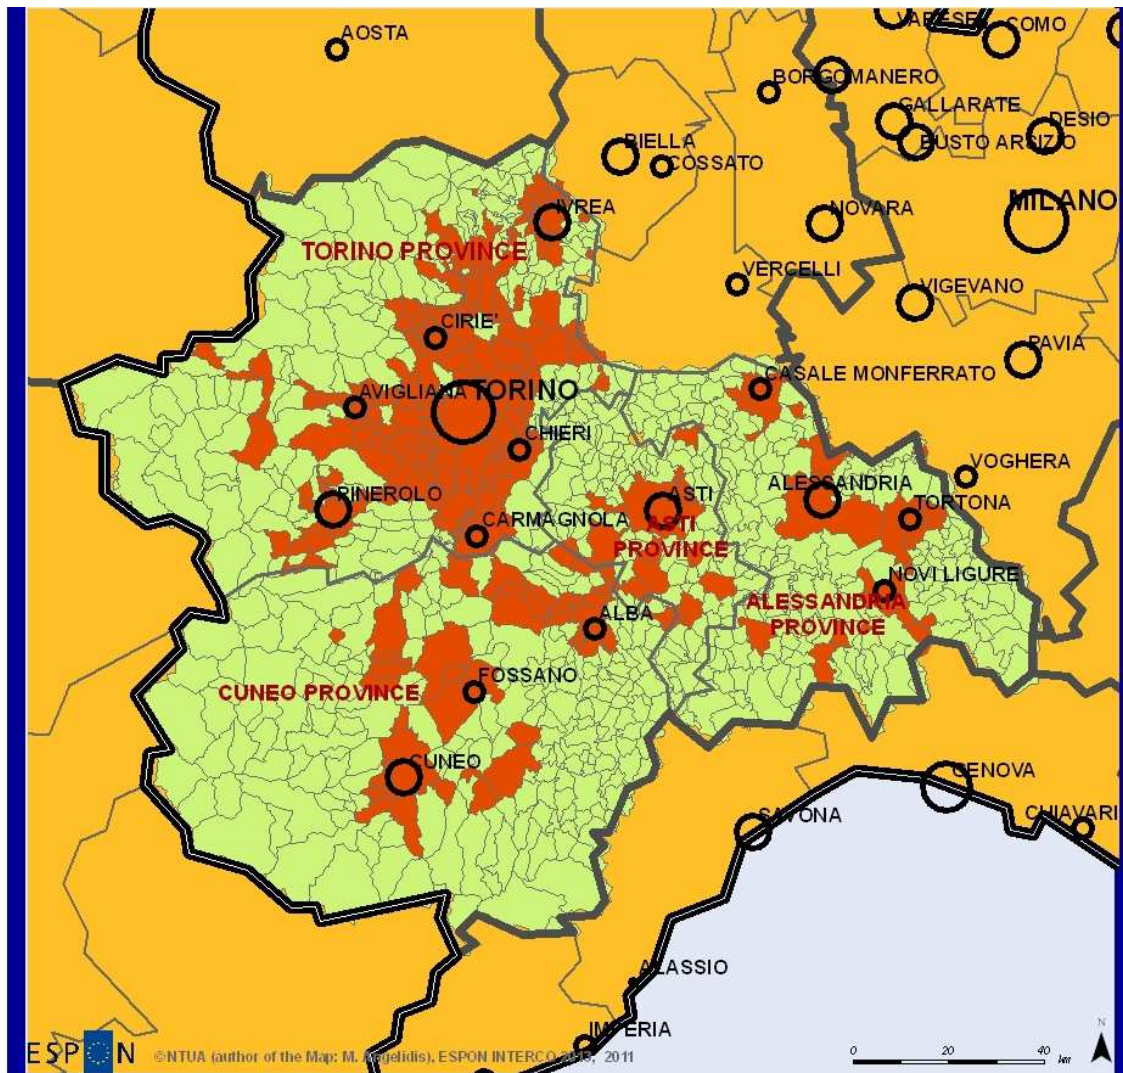 AOSTA
VARESE
COMO
BORGOMANERO
GALLARATE
DESIO
BUSTO ARSIZIO
BIELLA
COSSATO
MILANO
IVREA
NOVARA
TORINO PROVINCE
VERCELLI
VIGEVANO
CIRIE'
PAVIA
CASALE MONFERRATO
AVIGLIANA
TORINO
CHIERI
VOGHERA
ALESSANDRIA
PINEROLO
ASTI
TORTONA
CARMAGNOLA
ASTI
PROVINCE
NOVI LIGURE
ALBA
ALESSANDRIA
PROVINCE
FOSSANO
CUNEO PROVINCE
CUNEO
GENOVA
SAVONA
CHIAVARI
ALASSIO
IMPERIA
N
ESPON
©NTUA (author of the Map: M. Angelidis), ESPON INTERCO 2013, 2011
0 20 40
km